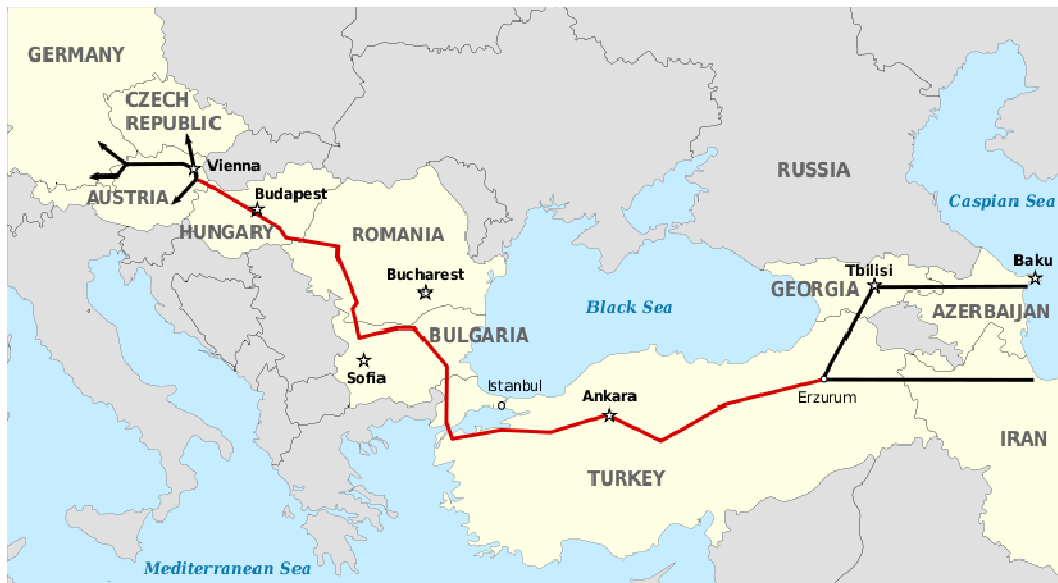 GERMANY
CZECH
REPUBLIC
Vienna
RUSSIA
AUSTRIA
Budapest
Caspian Sea
HUNGARY
ROMANIA
Baku
Tbilisi
Bucharest
GEORGIA
Black Sea
AZERBAIJAN
BULGARIA
Sofia
Istanbul
Ankara
Erzurum
IRAN
TURKEY
Mediterranean Sea